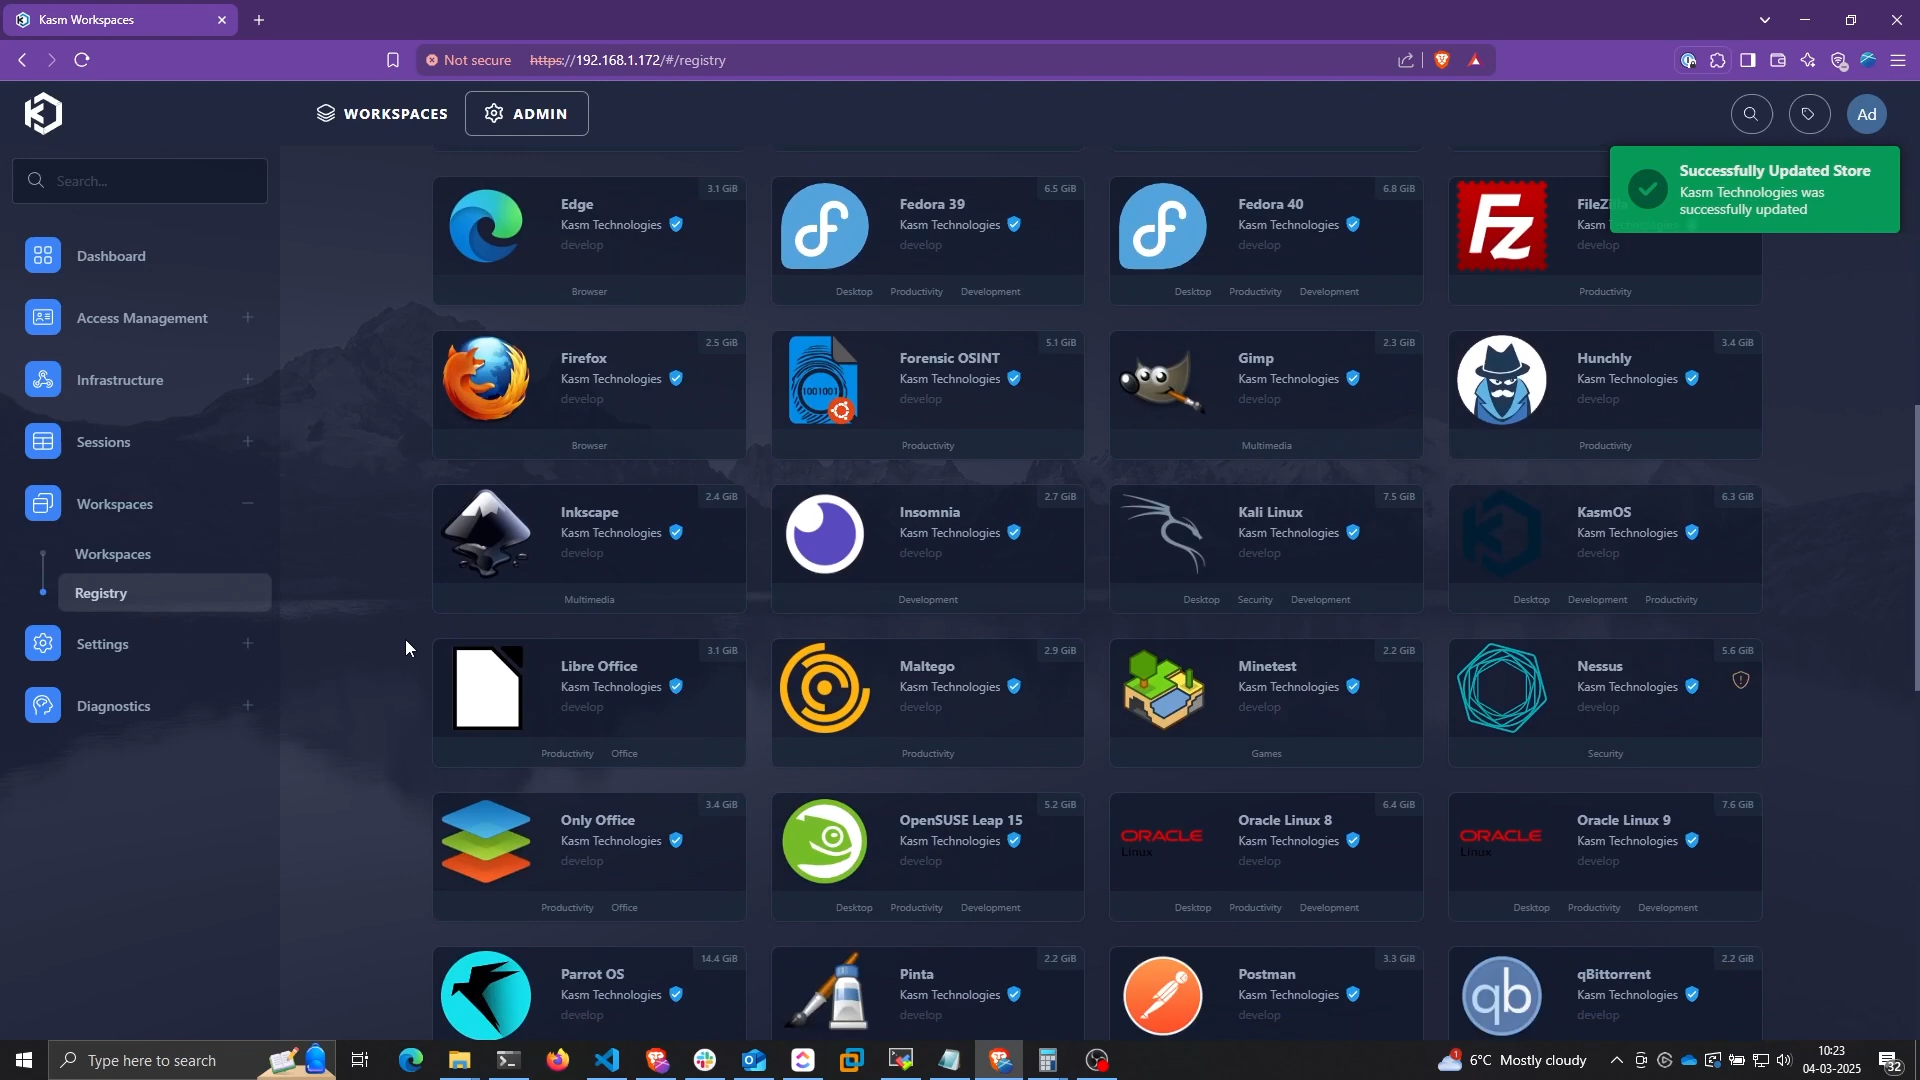 Kasm Workspaces
Not secure
https://192.168.1.172/#/registry
WORKSPACES
ADMIN
Ad
Search...
Dashboard
Access Management
Infrastructure
Sessions
Workspaces
Workspaces
Registry
Settings
Diagnostics
Successfully Updated Store
Kasm Technologies was
successfully updated
3.1 GiB
Edge
Kasm Technologies
develop
Browser
6.5 GiB
Fedora 39
Kasm Technologies
develop
Desktop Productivity Development
6.8 GiB
Fedora 40
Kasm Technologies
develop
Desktop Productivity Development
Fz
Kasm
develop
Productivity
2.5 GiB
Firefox
Kasm Technologies
develop
Browser
5.1 GiB
1001001
Forensic OSINT
Kasm Technologies
develop
Productivity
2.3 GiB
Gimp
Kasm Technologies
develop
Multimedia
3.4 GiB
Hunchly
Kasm Technologies
develop
Productivity
2.4 GiB
Inkscape
Kasm Technologies
develop
Multimedia
2.7 GiB
Insomnia
Kasm Technologies
develop
Development
7.5 GiB
Kali Linux
Kasm Technologies
develop
Desktop Security Development
6.3 GiB
KasmOS
Kasm Technologies
develop
Desktop Development Productivity
3.1 GiB
Libre Office
Kasm Technologies
develop
Productivity Office
2.9 GiB
Maltego
Kasm Technologies
develop
Productivity
2.2 GiB
Minetest
Kasm Technologies
develop
Games
5.6 GiB
Nessus
Kasm Technologies
develop
Security
3.4 GiB
Only Office
Kasm Technologies
develop
Productivity Office
5.2 GiB
OpenSUSE Leap 15
Kasm Technologies
develop
Desktop Productivity Development
6.4 GiB
ORACLE
Linux
Oracle Linux 8
Kasm Technologies
develop
Desktop Productivity Development
7.6 GiB
ORACLE
Linux
Oracle Linux 9
Kasm Technologies
develop
Desktop Productivity Development
14.4 GiB
Parrot OS
Kasm Technologies
develop
2.2 GiB
Pinta
Kasm Technologies
develop
3.3 GiB
Postman
Kasm Technologies
develop
2.2 GiB
qb
qBittorrent
Kasm Technologies
develop
Type here to search
1
6°C Mostly cloudy
10:23
04-03-2025
32